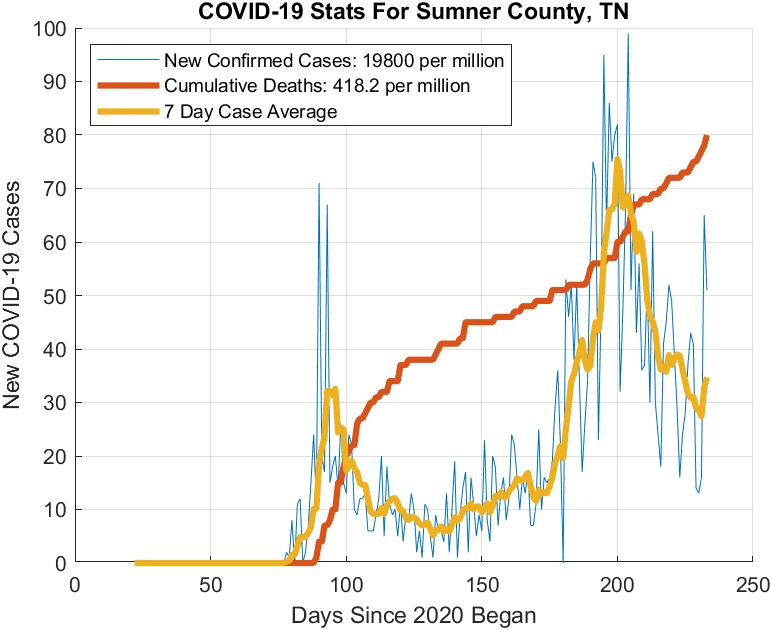 COVID-19 Stats For Sumner County, TN
New Confirmed Cases: 19800 per million
Cumulative Deaths: 418.2 per million
7 Day Case Average
New COVID-19 Cases
100
90
80
70
60
50
40
30
20
10
0
0 50 100 150 200 250
Days Since 2020 Began